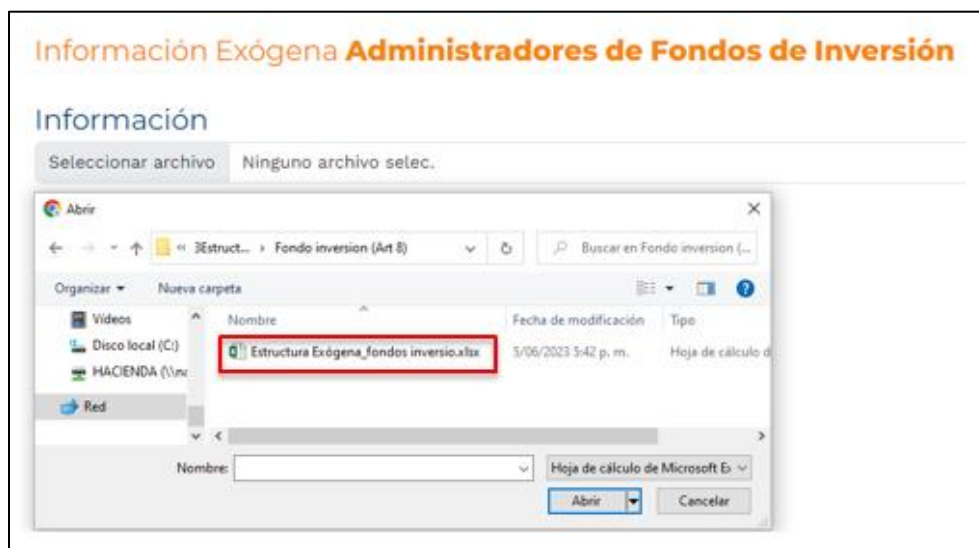 Información Exógena Administradores de Fondos de Inversión
Información
Seleccionar archivo Ninguno archivo selec.
Abrir
« 3Estruct... › Fondo inversion (Art 8)
Buscar en Fondo inversion (...
Organizar Nueva carpeta
Nombre Fecha de modificación Tipo
Videos
Disco local (C:)
HACIENDA (\\
Red
Estructura Exógena_fondos inversio.xlsx 5/06/2023 5:42 p. m. Hoja de cálculo d
Nombre:
Hoja de cálculo de Microsoft E
Abrir Cancelar